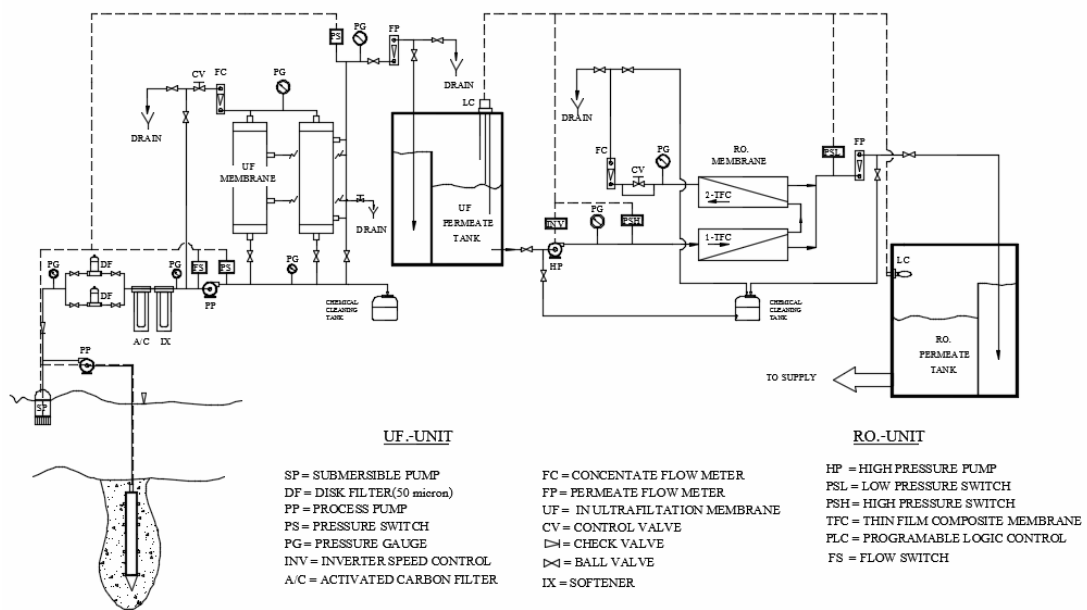 PS
PG
FP
PG
FC
CV
DRAIN
DRAIN
LC
UF
MEMBRANE
DRAIN
UF
PERMEATE
TANK
DRAIN
FC
CV
PG
RO.
MEMBRANE
2-TFC
1-TFC
PSL
FP
INV
PG
PSH
HP
PG
DF
DF
PG
FS
PS
PP
PG
A/C
IX
CHEMICAL
CLEANING
TANK
CHEMICAL
CLEANING
TANK
LC
RO.
PERMEATE
TANK
TO SUPPLY
PP
SP
UF.-UNIT
SP = SUBMERSIBLE PUMP
DF = DISK FILTER(50 micron)
PP = PROCESS PUMP
PS = PRESSURE SWITCH
PG = PRESSURE GAUGE
INV = INVERTER SPEED CONTROL
A/C = ACTIVATED CARBON FILTER
FC = CONCENTATE FLOW METER
FP = PERMEATE FLOW METER
UF = IN ULTRAFILTATION MEMBRANE
CV = CONTROL VALVE
= CHECK VALVE
= BALL VALVE
IX = SOFTENER
RO.-UNIT
HP = HIGH PRESSURE PUMP
PSL = LOW PRESSURE SWITCH
PSH = HIGH PRESSURE SWITCH
TFC = THIN FILM COMPOSITE MEMBRANE
PLC = PROGRAMABLE LOGIC CONTROL
FS = FLOW SWITCH